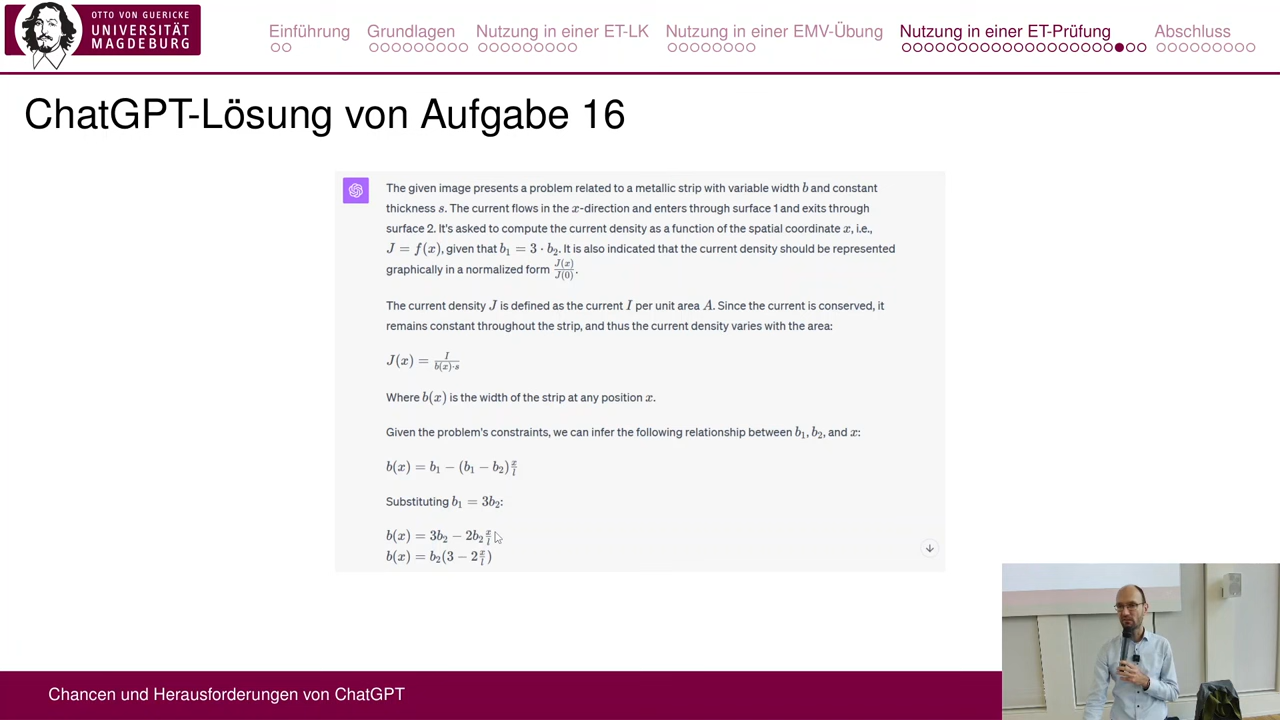 OTTO VON GUERICKE
UNIVERSITÄT
MAGDEBURG
Einführung
Grundlagen
Nutzung in einer ET-LK
Nutzung in einer EMV-Übung
Nutzung in einer ET-Prüfung
Abschluss
ChatGPT-Lösung von Aufgabe 16
The given image presents a problem related to a metallic strip with variable width b and constant
thickness s. The current flows in the x-direction and enters through surface 1 and exits through
surface 2. It's asked to compute the current density as a function of the spatial coordinate x, i.e.,
J = f(x), given that b₁ = 3 · b₂. It is also indicated that the current density should be represented
graphically in a normalized form J(x)/J(0).
The current density J is defined as the current I per unit area A. Since the current is conserved, it
remains constant throughout the strip, and thus the current density varies with the area:
J(x) = I/b(x)·s
Where b(x) is the width of the strip at any position x.
Given the problem's constraints, we can infer the following relationship between b₁, b₂, and x:
b(x) = b₁ − (b₁ − b₂)x/l
Substituting b₁ = 3b₂:
b(x) = 3b₂ − 2b₂x/l
b(x) = b₂(3 − 2x/l)
Chancen und Herausforderungen von ChatGPT